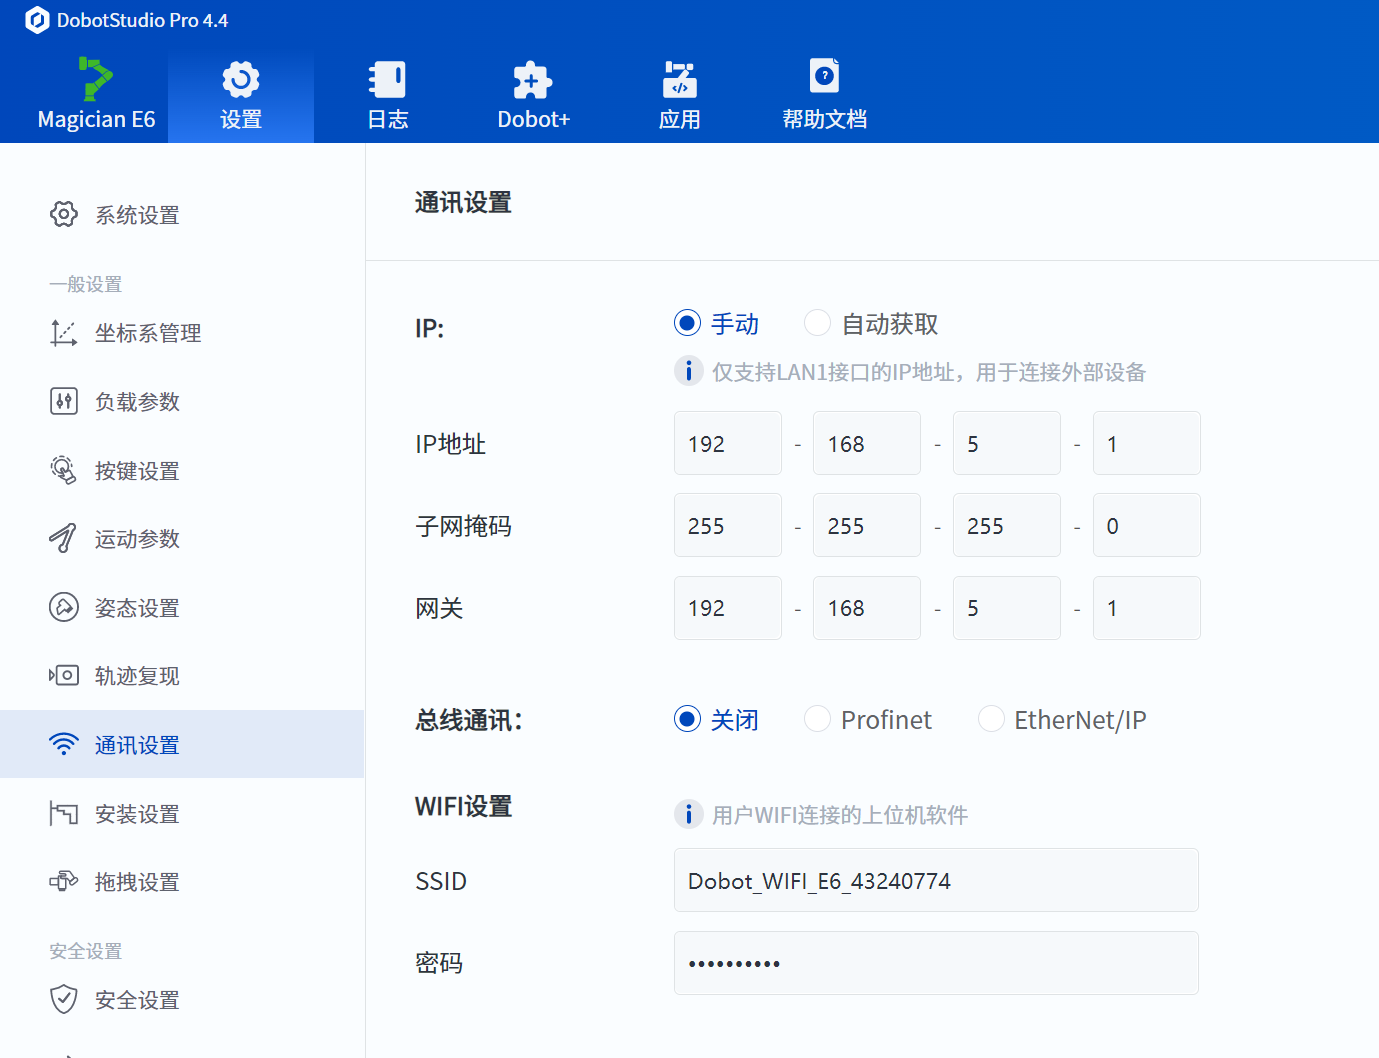 DobotStudio Pro 4.4
Magician E6
设置
日志
Dobot+
应用
帮助文档
系统设置
一般设置
坐标系管理
负载参数
按键设置
运动参数
姿态设置
轨迹复现
通讯设置
安装设置
拖拽设置
安全设置
安全设置
通讯设置
IP: 手动 自动获取
仅支持LAN1接口的IP地址，用于连接外部设备
IP地址 192 - 168 - 5 - 1
子网掩码 255 - 255 - 255 - 0
网关 192 - 168 - 5 - 1
总线通讯： 关闭 Profinet EtherNet/IP
WIFI设置 用户WIFI连接的上位机软件
SSID Dobot_WIFI_E6_43240774
密码 ••••••••••